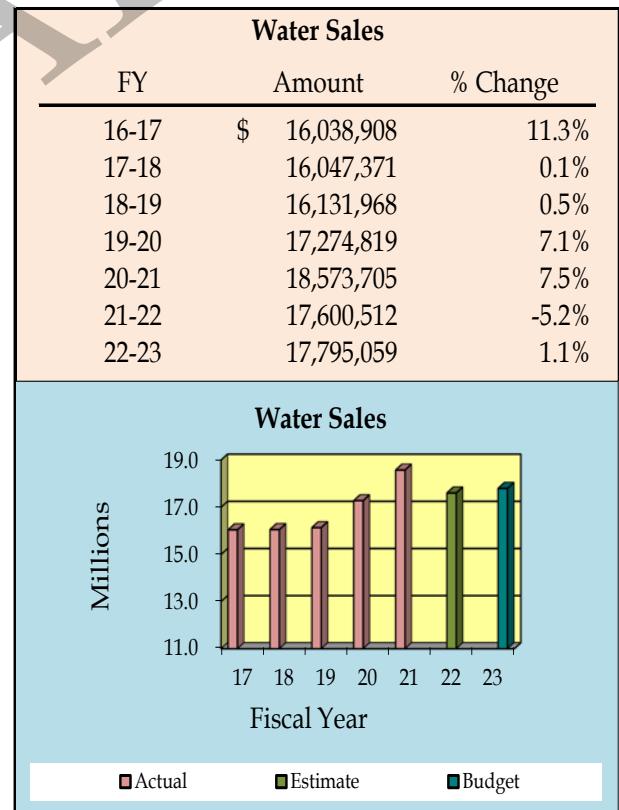 Water Sales
FY Amount % Change
16-17 $ 16,038,908 11.3%
17-18 16,047,371 0.1%
18-19 16,131,968 0.5%
19-20 17,274,819 7.1%
20-21 18,573,705 7.5%
21-22 17,600,512 -5.2%
22-23 17,795,059 1.1%
Water Sales
Millions
19.0
17.0
15.0
13.0
11.0
17 18 19 20 21 22 23
Fiscal Year
Actual Estimate Budget